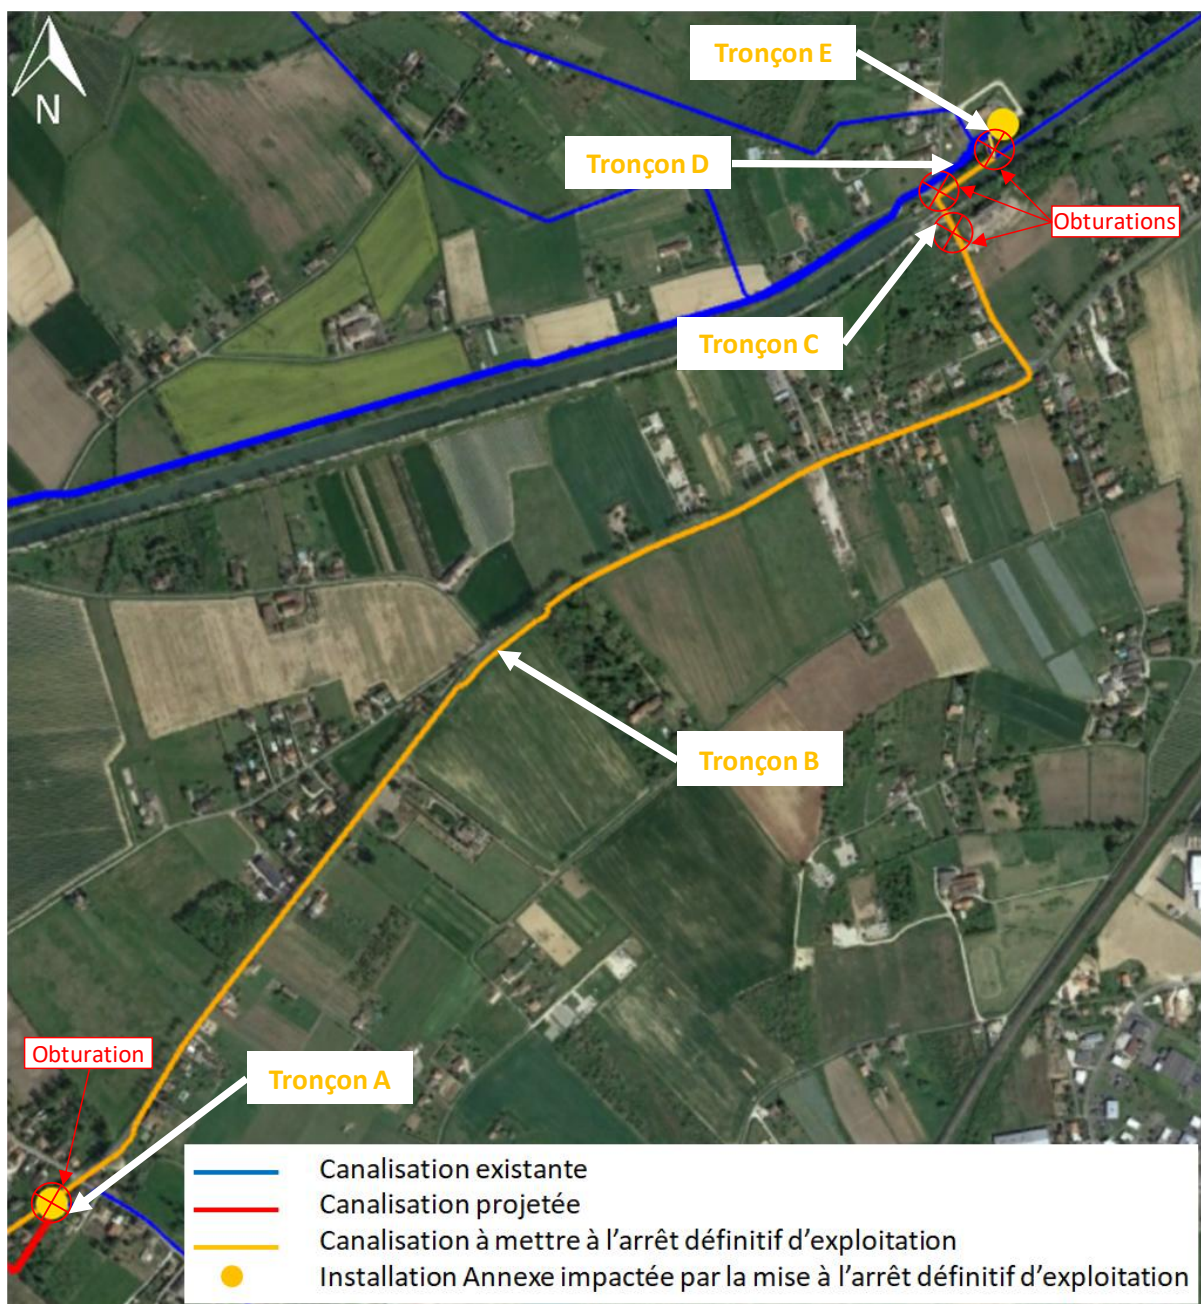 N
Tronçon E
Tronçon D
Obturations
Tronçon C
Tronçon B
Obturation
Tronçon A
Canalisation existante
Canalisation projetée
Canalisation à mettre à l’arrêt définitif d’exploitation
Installation Annexe impactée par la mise à l’arrêt définitif d’exploitation